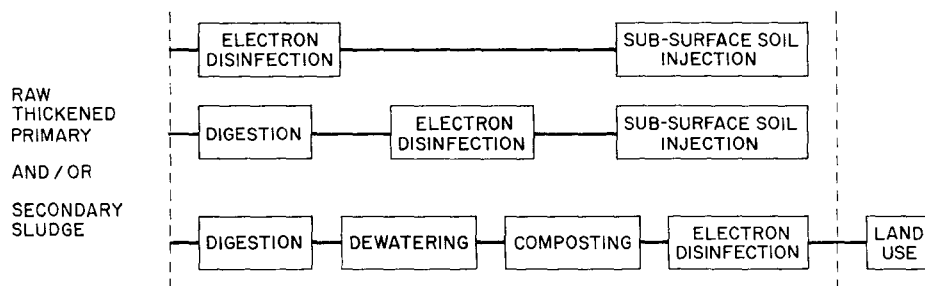 RAW
THICKENED
PRIMARY
AND / OR
SECONDARY
SLUDGE
ELECTRON
DISINFECTION
SUB-SURFACE SOIL
INJECTION
DIGESTION
ELECTRON
DISINFECTION
SUB-SURFACE SOIL
INJECTION
DIGESTION
DEWATERING
COMPOSTING
ELECTRON
DISINFECTION
LAND
USE